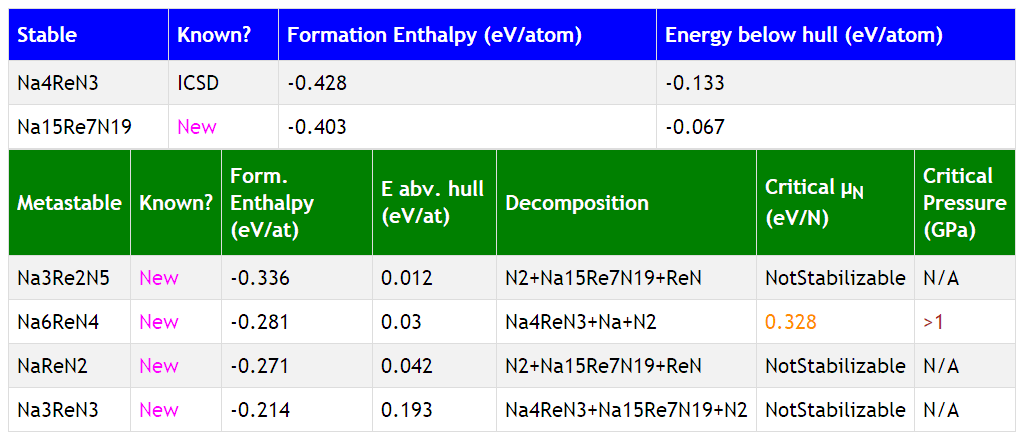 Stable Known? Formation Enthalpy (eV/atom) Energy below hull (eV/atom)
Na4ReN3 ICSD -0.428 -0.133
Na15Re7N19 New -0.403 -0.067
Metastable Known? Form. Enthalpy (eV/at) E abv. hull (eV/at) Decomposition Critical μN (eV/N) Critical Pressure (GPa)
Na3Re2N5 New -0.336 0.012 N2+Na15Re7N19+ReN NotStabilizable N/A
Na6ReN4 New -0.281 0.03 Na4ReN3+Na+N2 0.328 >1
NaReN2 New -0.271 0.042 N2+Na15Re7N19+ReN NotStabilizable N/A
Na3ReN3 New -0.214 0.193 Na4ReN3+Na15Re7N19+N2 NotStabilizable N/A